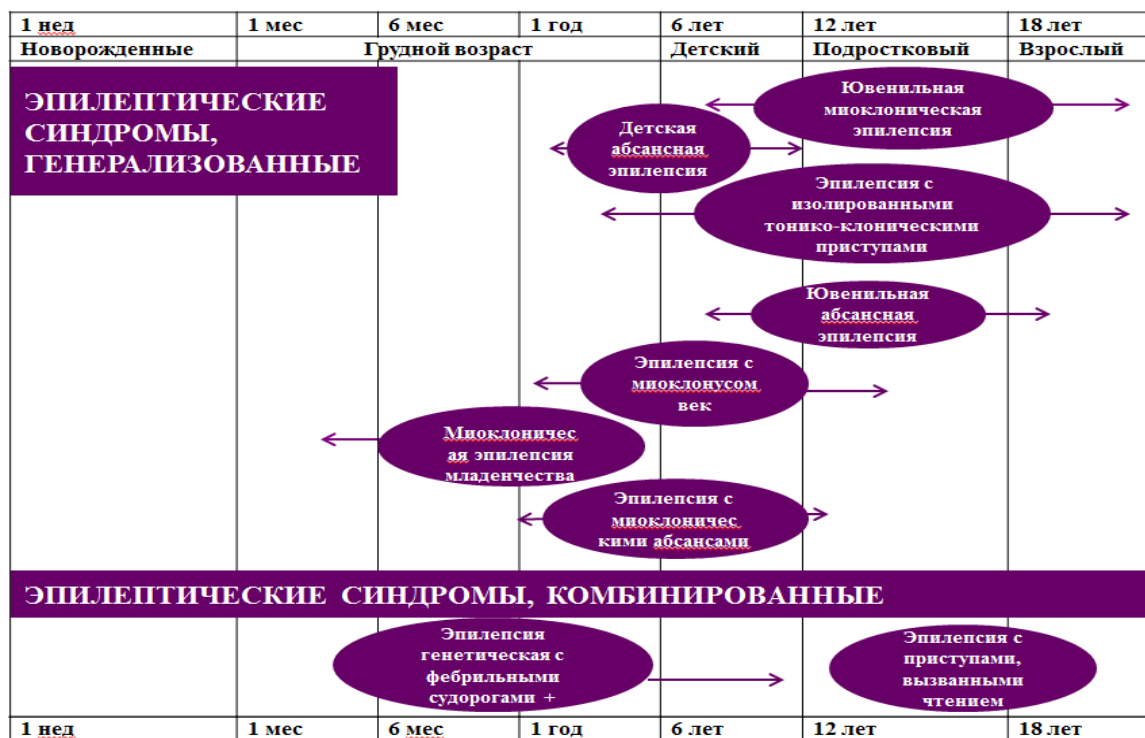 1 нед 1 мес 6 мес 1 год 6 лет 12 лет 18 лет
Новорожденные Грудной возраст Детский Подростковый Взрослый
ЭПИЛЕПТИЧЕСКИЕ
СИНДРОМЫ,
ГЕНЕРАЛИЗОВАННЫЕ
Ювенильная
миоклоническая
эпилепсия
Детская
абсансная
эпилепсия
Эпилепсия с
изолированными
тонико-клоническими
приступами
Ювенильная
абсансная
эпилепсия
Эпилепсия с
миоклонусом
век
Миоклоничес
ая эпилепсия
младенчества
Эпилепсия с
миоклоничес
кими абсансами
ЭПИЛЕПТИЧЕСКИЕ СИНДРОМЫ, КОМБИНИРОВАННЫЕ
Эпилепсия
генетическая с
фебрильными
судорогами +
Эпилепсия с
приступами,
вызванными
чтением
1 нед 1 мес 6 мес 1 год 6 лет 12 лет 18 лет